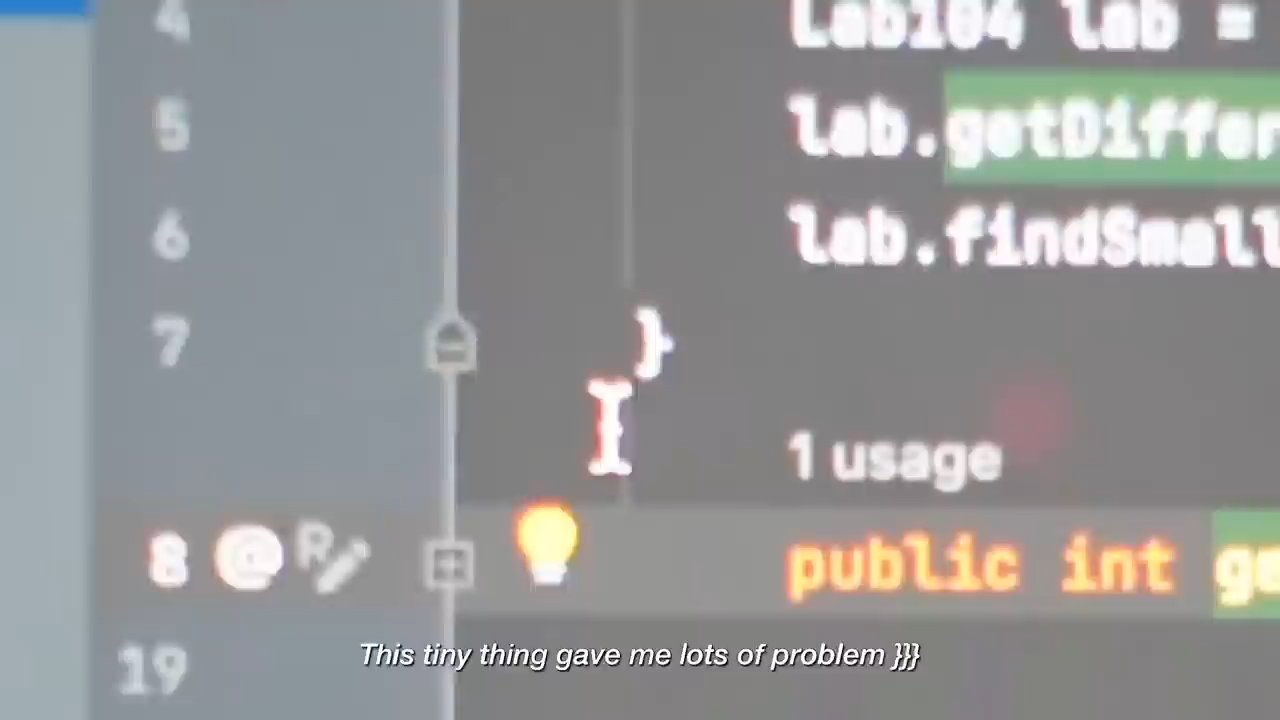 4 Lab104 lab =
5 lab.getDiffer
6 lab.findSmall
7 }
1 usage
8 @ R public int ge
19
This tiny thing gave me lots of problem }}}